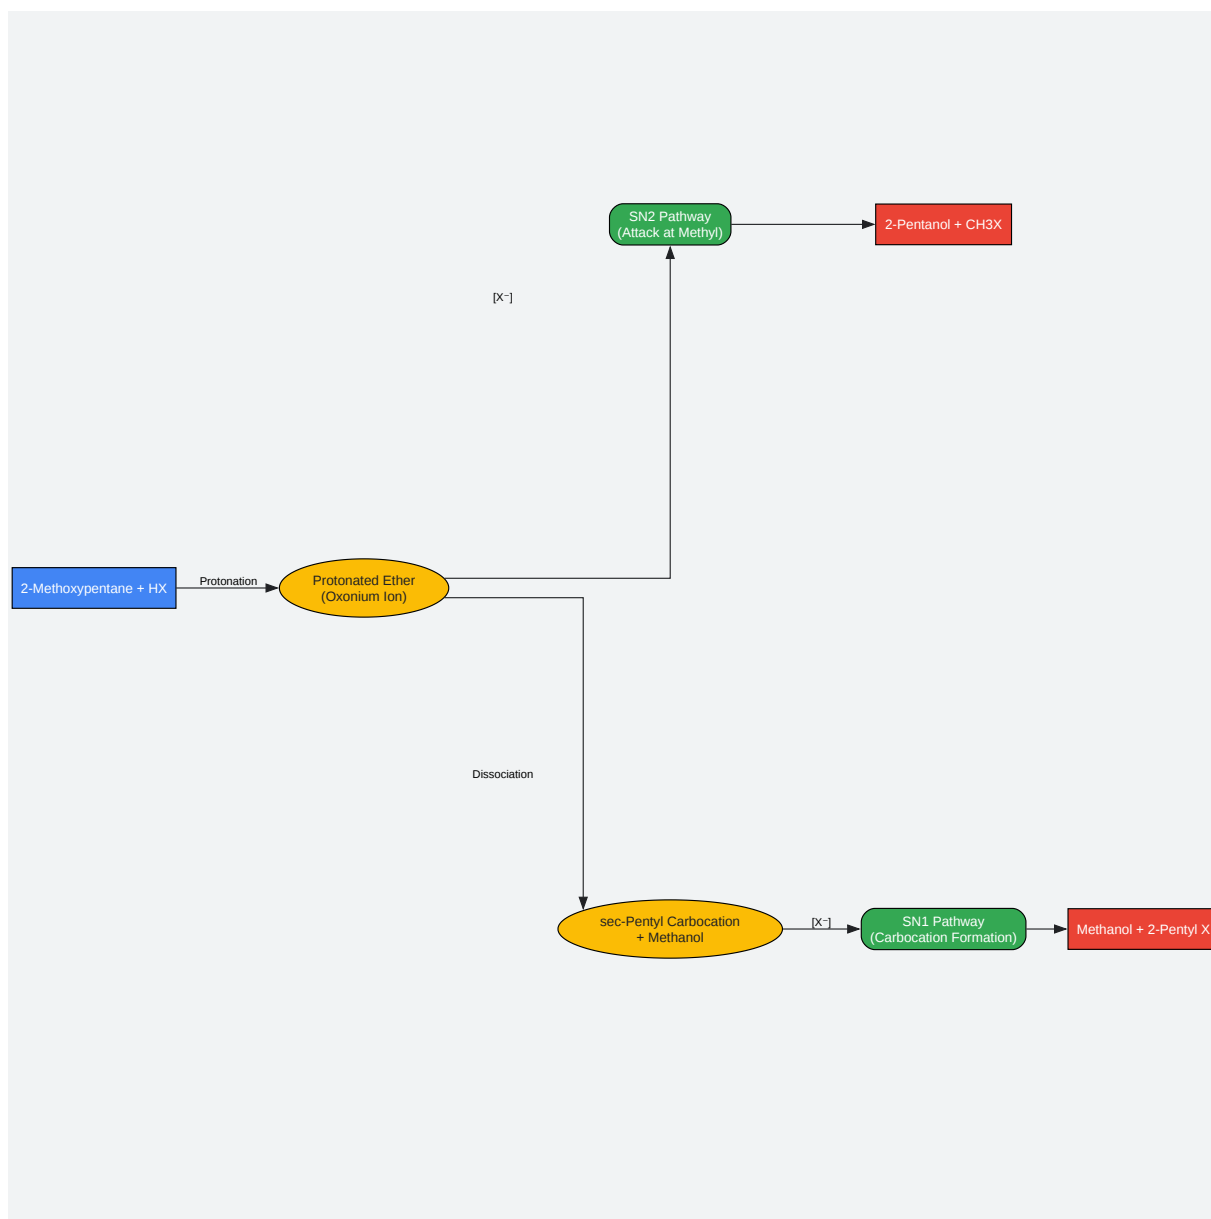 SN2 Pathway
(Attack at Methyl)
2-Pentanol + CH3X
[X⁻]
2-Methoxypentane + HX
Protonation
Protonated Ether
(Oxonium Ion)
Dissociation
sec-Pentyl Carbocation
+ Methanol
[X⁻]
SN1 Pathway
(Carbocation Formation)
Methanol + 2-Pentyl X